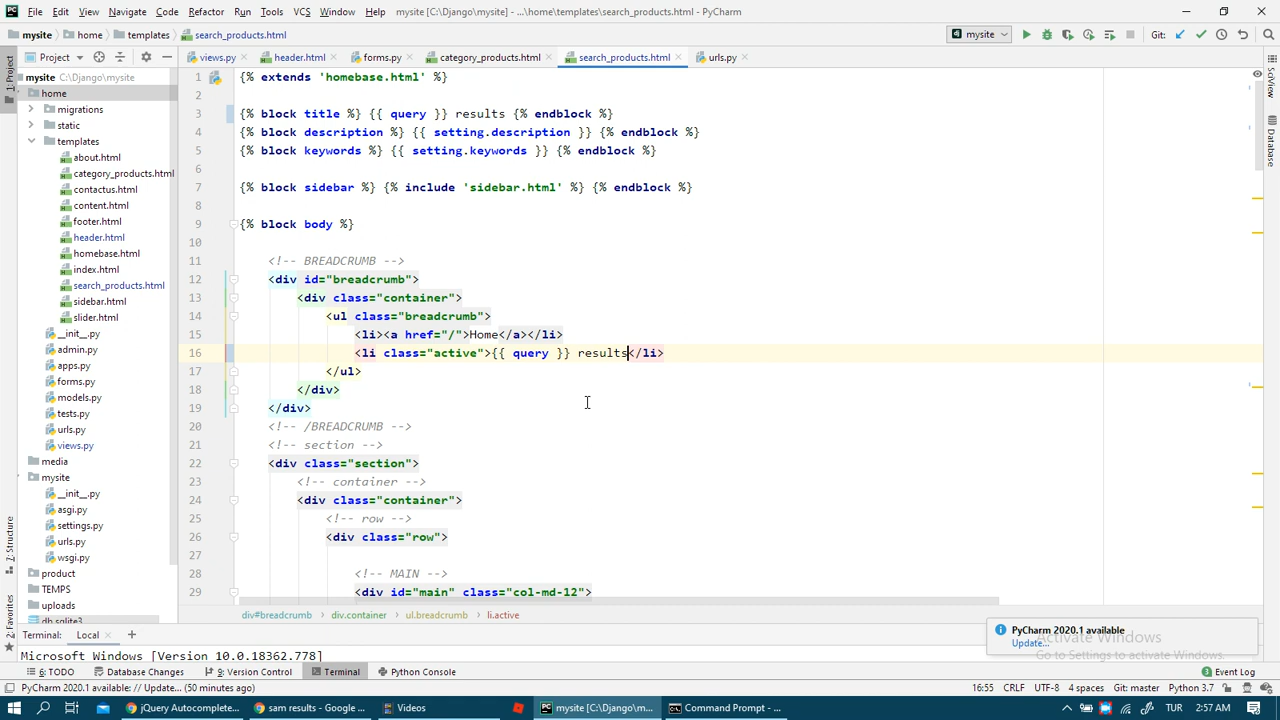 File Edit View Navigate Code Refactor Run Tools VCS Window Help mysite [C:\Django\mysite] - ...\home\templates\search_products.html - PyCharm
mysite home templates search_products.html mysite Git:
Project views.py header.html forms.py category_products.html search_products.html urls.py
1: Project
7: Structure
2: Favorites
SciView
Database
mysite C:\Django\mysite
home
migrations
static
templates
about.html
category_products.html
contactus.html
content.html
footer.html
header.html
homebase.html
index.html
search_products.html
sidebar.html
slider.html
__init__.py
admin.py
apps.py
forms.py
models.py
tests.py
urls.py
views.py
media
mysite
__init__.py
asgi.py
settings.py
urls.py
wsgi.py
product
TEMPS
uploads
db.sqlite3
1 {% extends 'homebase.html' %}
2
3 {% block title %} {{ query }} results {% endblock %}
4 {% block description %} {{ setting.description }} {% endblock %}
5 {% block keywords %} {{ setting.keywords }} {% endblock %}
6
7 {% block sidebar %} {% include 'sidebar.html' %} {% endblock %}
8
9 {% block body %}
10
11 <!-- BREADCRUMB -->
12 <div id="breadcrumb">
13 <div class="container">
14 <ul class="breadcrumb">
15 <li><a href="/">Home</a></li>
16 <li class="active">{{ query }} results</li>
17 </ul>
18 </div>
19 </div>
20 <!-- /BREADCRUMB -->
21 <!-- section -->
22 <div class="section">
23 <!-- container -->
24 <div class="container">
25 <!-- row -->
26 <div class="row">
27
28 <!-- MAIN -->
29 <div id="main" class="col-md-12">
div#breadcrumb › div.container › ul.breadcrumb › li.active
Terminal: Local × +
Microsoft Windows [Version 10.0.18362.778]
PyCharm 2020.1 available
Update...
Activate Windows
Go to Settings to activate Windows.
6: TODO Database Changes 9: Version Control Terminal Python Console Event Log
PyCharm 2020.1 available: // Update... (50 minutes ago) 16:55 CRLF UTF-8 4 spaces Git: master Python 3.7
jQuery Autocomplete... sam results - Google ... Videos mysite [C:\Django\m... Command Prompt - ... TUR 2:57 AM